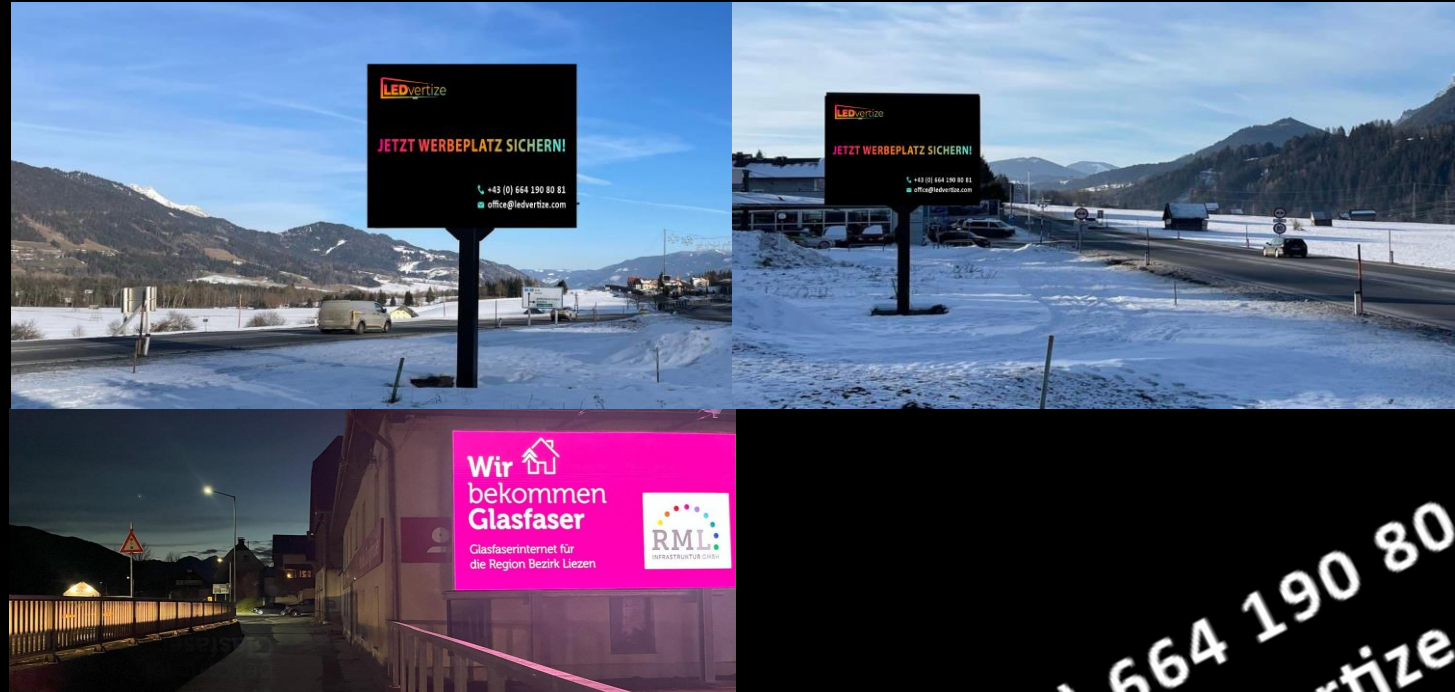 LEDvertize
JETZT WERBEPLATZ SICHERN!
+43 (0) 664 190 80 81
office@ledvertize.com
LEDvertize
JETZT WERBEPLATZ SICHERN!
+43 (0) 664 190 80 81
office@ledvertize.com
Wir
bekommen
Glasfaser
Glasfaserinternet für
die Region Bezirk Liezen
RML
INFRASTRUKTUR GMBH
664 190 80
rtize